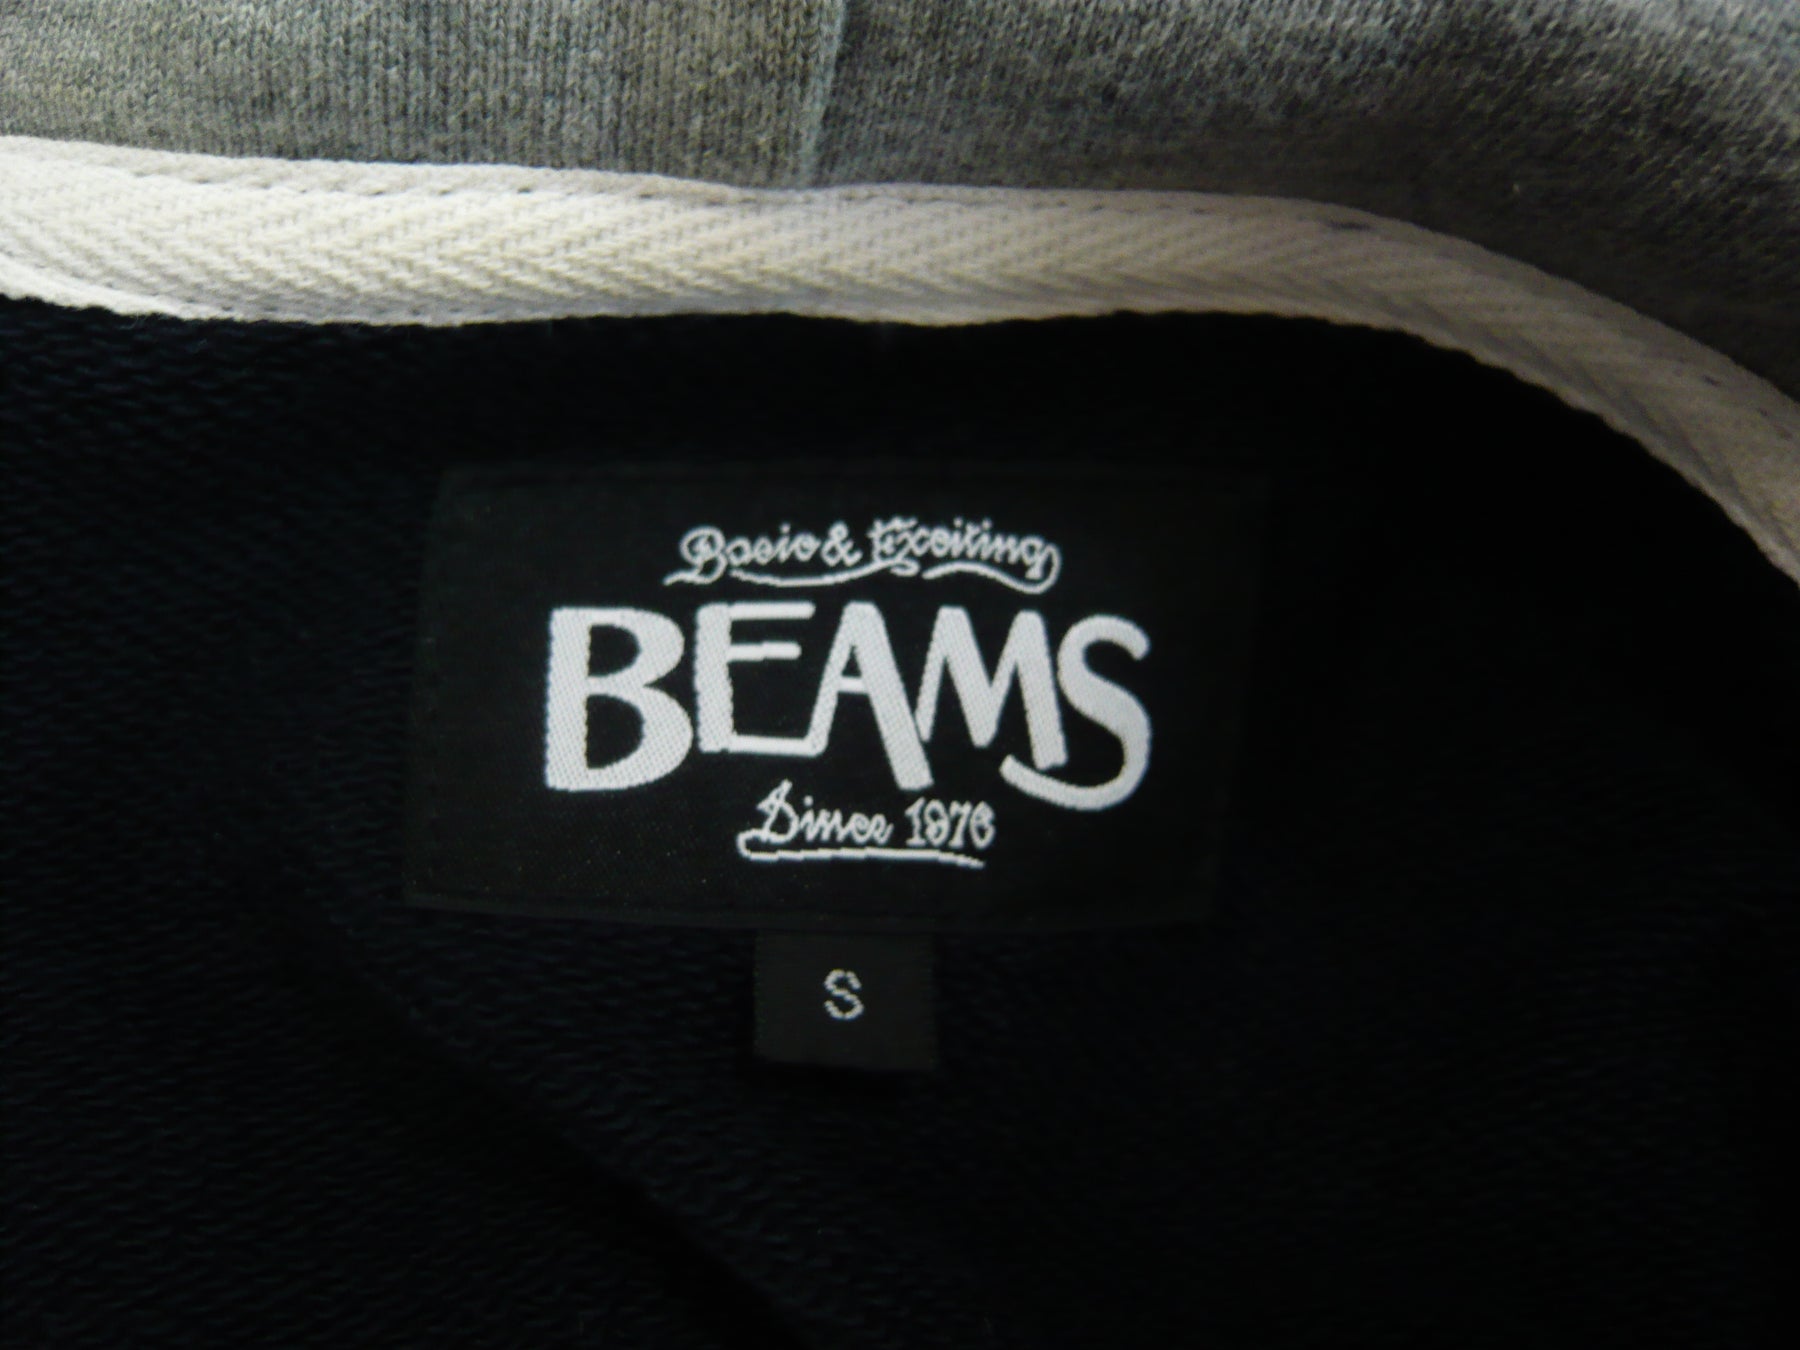 Basic & Exciting
BEAMS
Since 1976
S